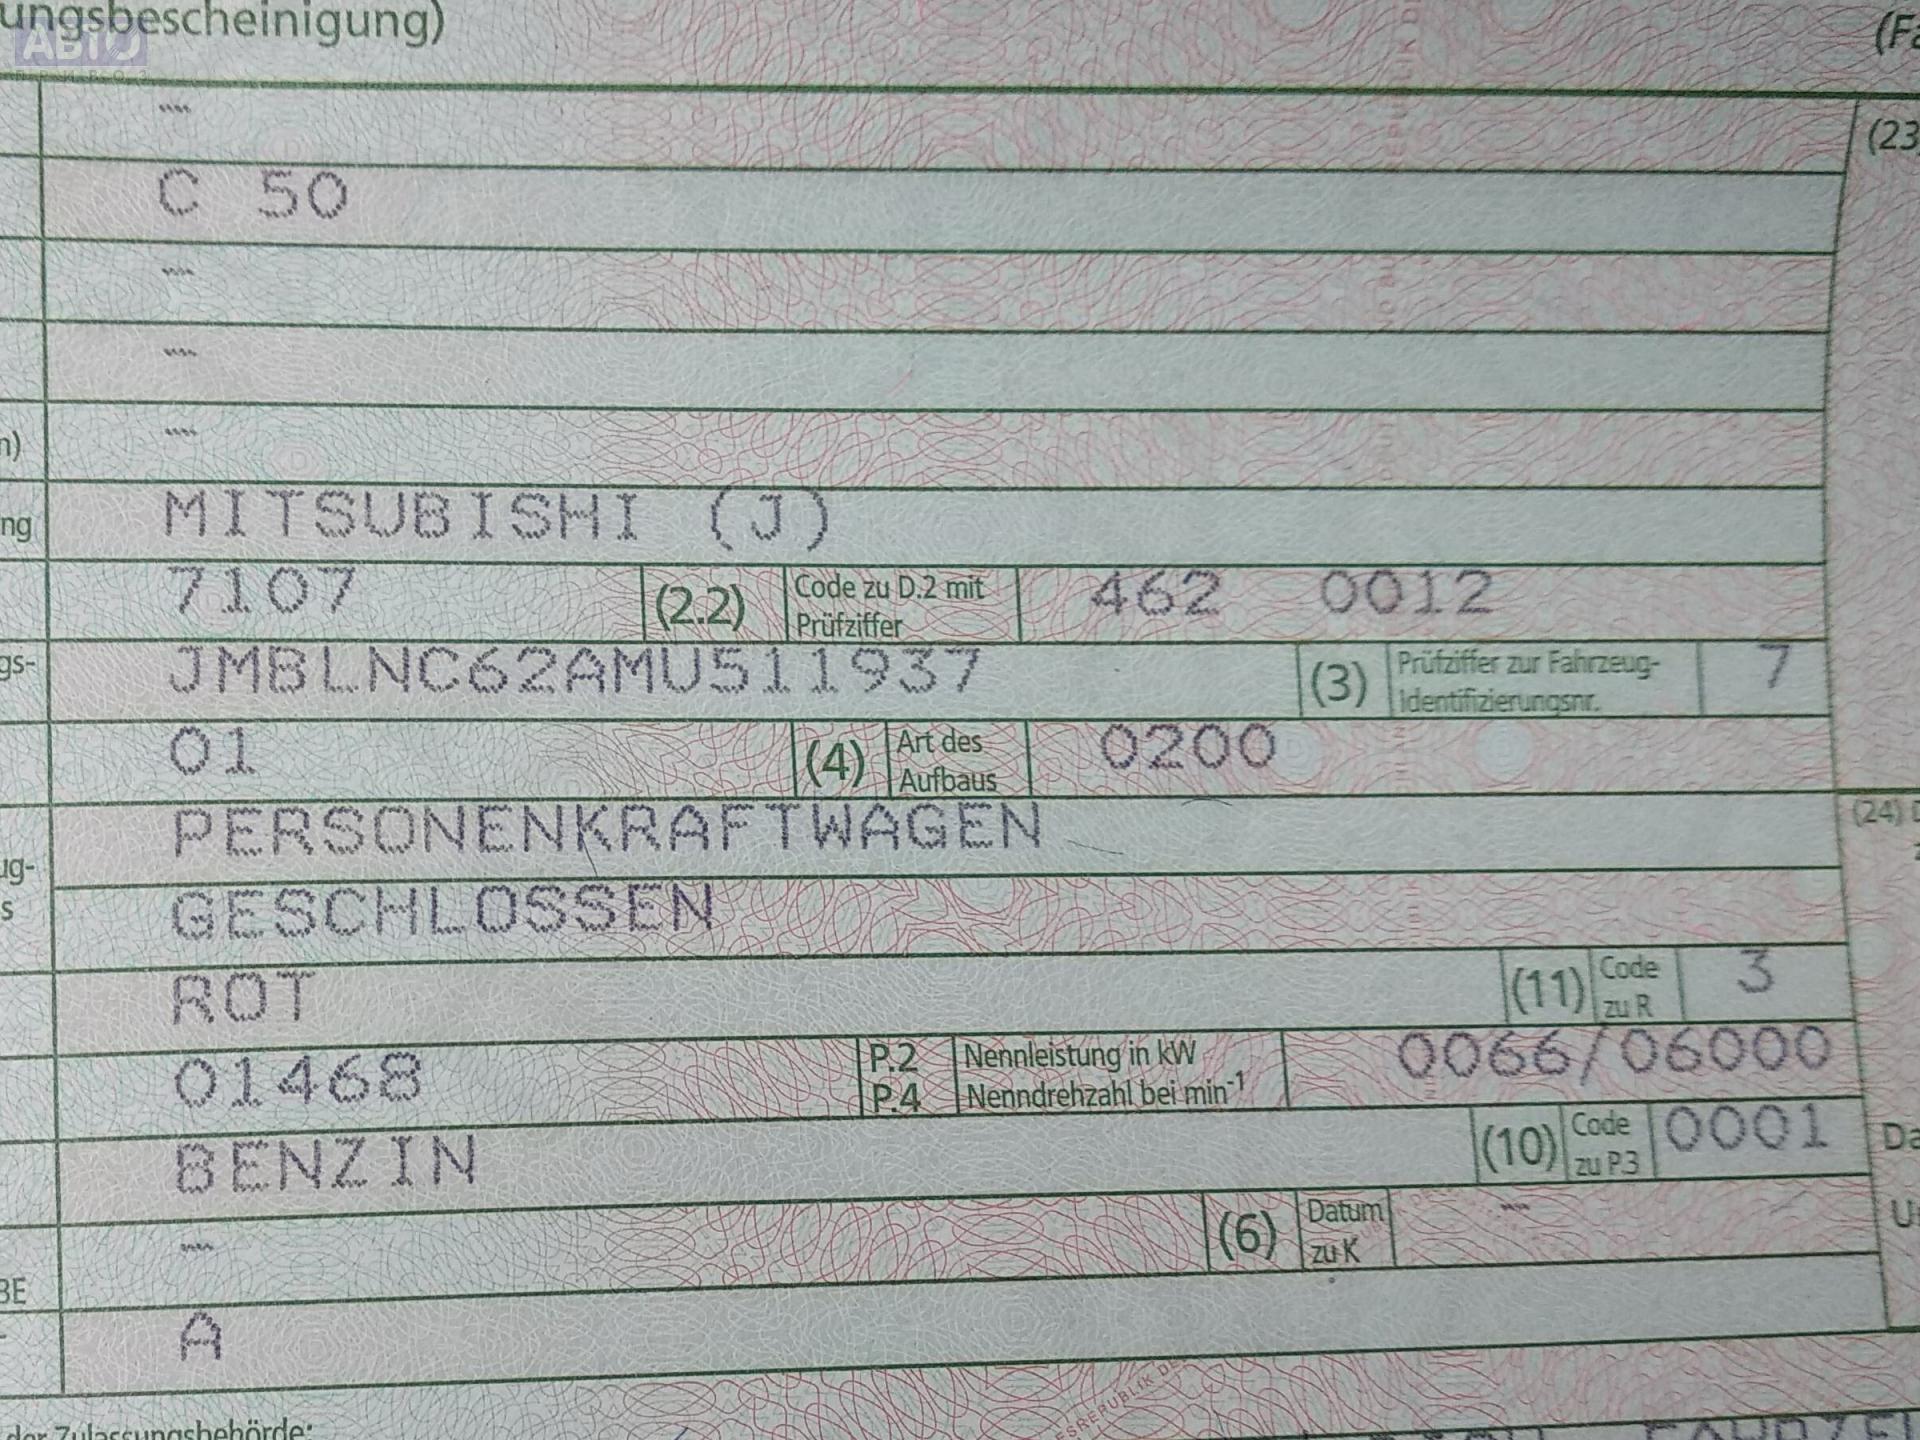 ungsbescheinigung)
АВТО
(Fa
C 50
(23
n)
ng MITSUBISHI (J)
7107 (2.2) Code zu D.2 mit Prüfziffer 462 0012
gs- JMBLNC62AMU511937 (3) Prüfziffer zur Fahrzeug-Identifizierungsnr. 7
01 (4) Art des Aufbaus 0200
PERSONENKRAFTWAGEN (24) D
ug-
s GESCHLOSSEN
ROT (11) Code zu R 3
01468 P.2 Nennleistung in kW 0066/06000
P.4 Nenndrehzahl bei min-1
BENZIN (10) Code zu P.3 0001 Da
(6) Datum zu K U
BE
A
ESREPUBLIK DE
der Zulassungsbehörde: